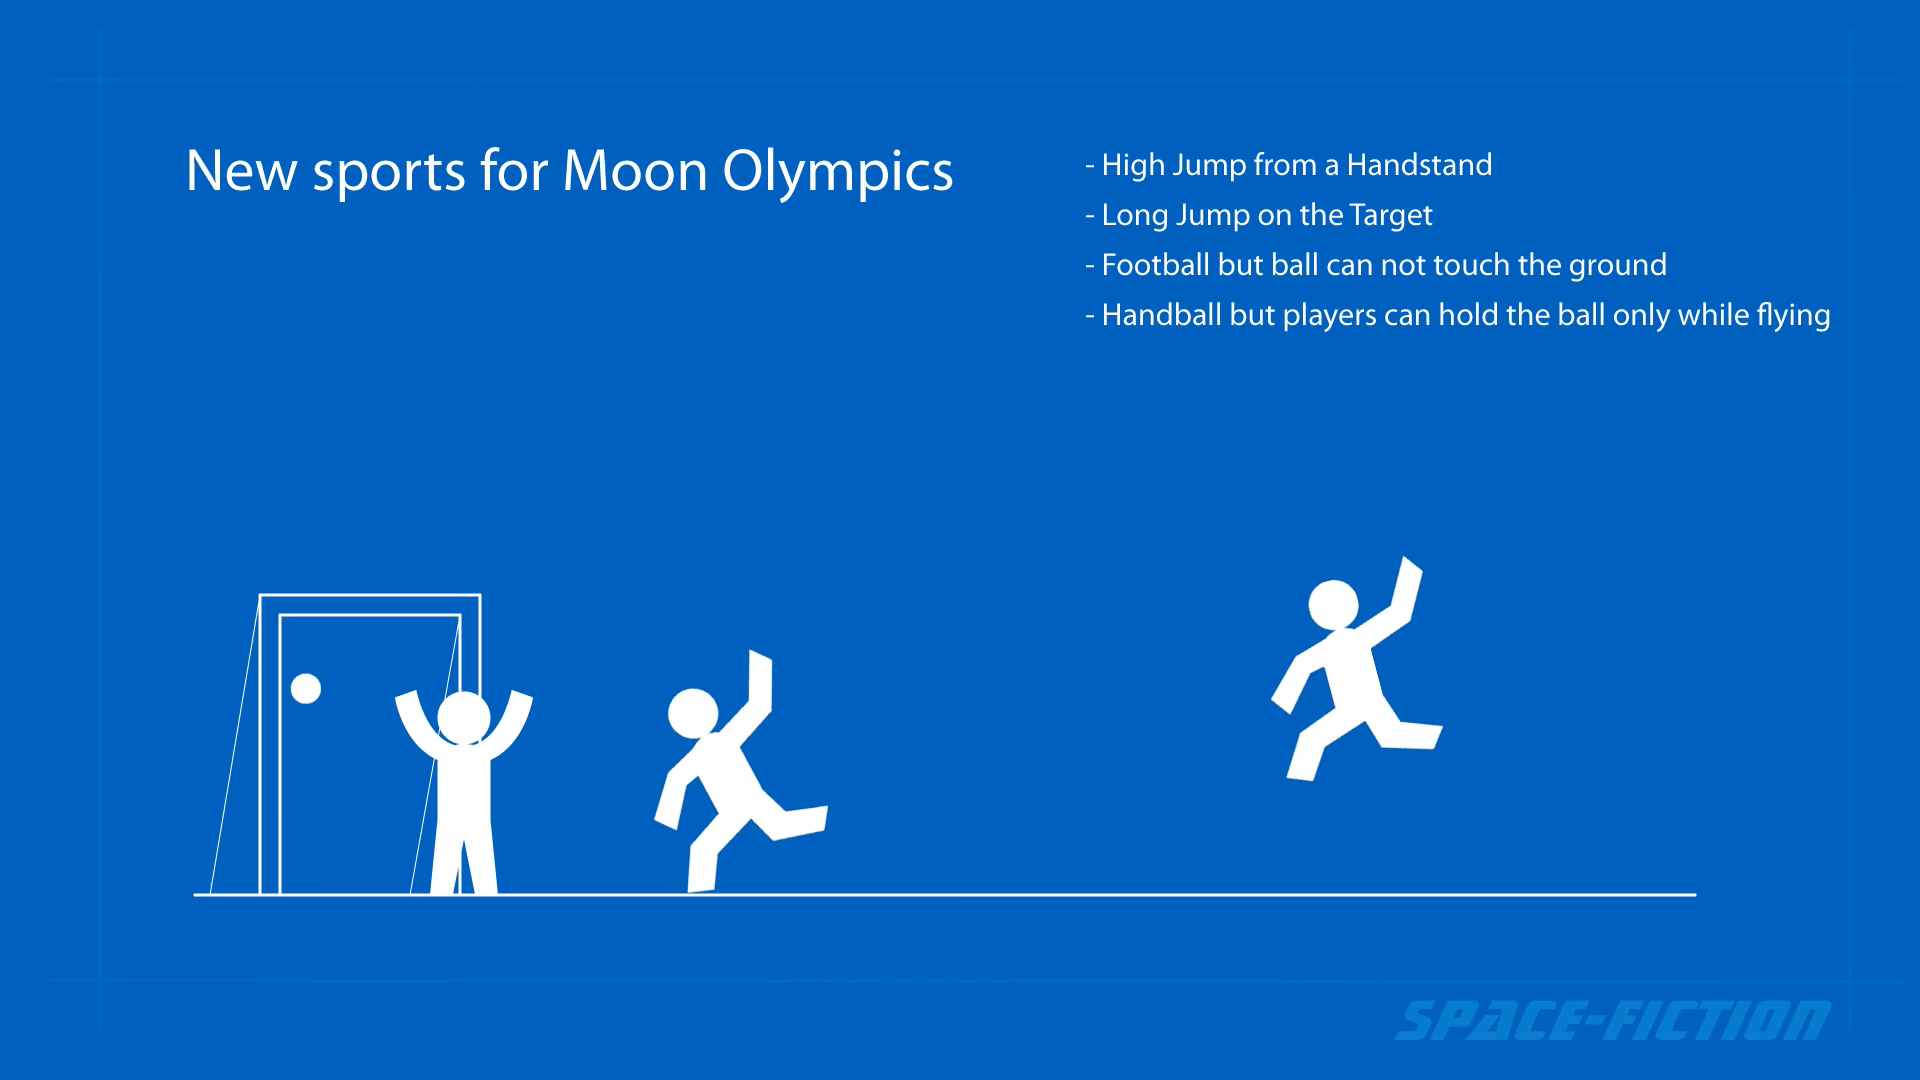 New sports for Moon Olympics
- High Jump from a Handstand
- Long Jump on the Target
- Football but ball can not touch the ground
- Handball but players can hold the ball only while flying
SPACE-FICTION